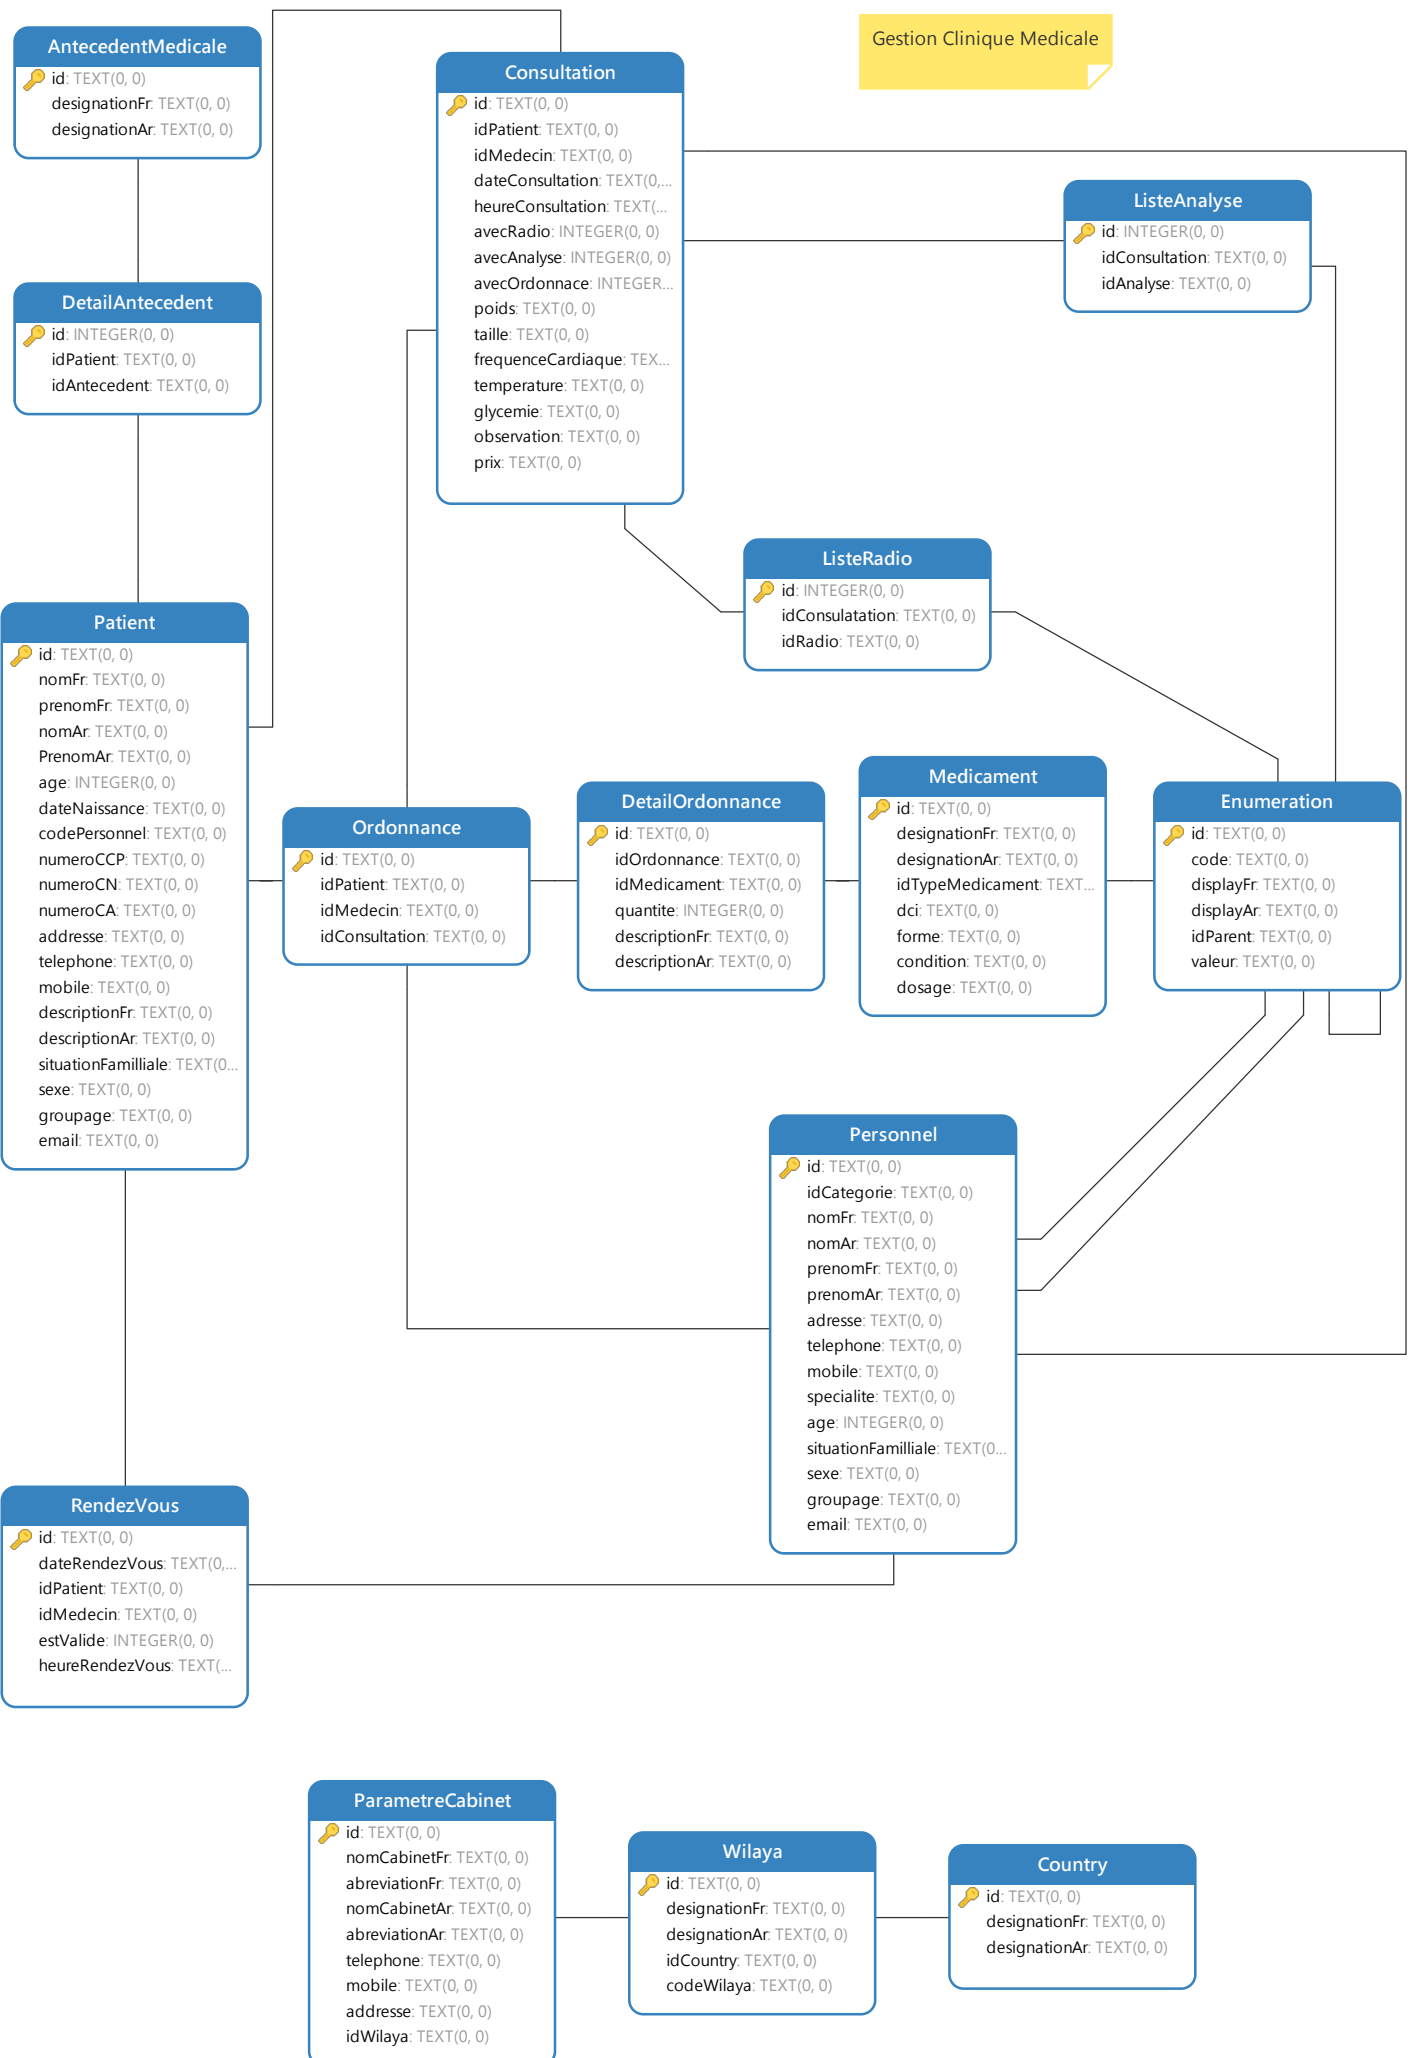 Gestion Clinique Medicale
AntecedentMedicale
id: TEXT(0, 0)
designationFr: TEXT(0, 0)
designationAr: TEXT(0, 0)
Consultation
id: TEXT(0, 0)
idPatient: TEXT(0, 0)
idMedecin: TEXT(0, 0)
dateConsultation: TEXT(0,...
heureConsultation: TEXT(...
avecRadio: INTEGER(0, 0)
avecAnalyse: INTEGER(0, 0)
avecOrdonnace: INTEGER...
poids: TEXT(0, 0)
taille: TEXT(0, 0)
frequenceCardiaque: TEX...
temperature: TEXT(0, 0)
glycemie: TEXT(0, 0)
observation: TEXT(0, 0)
prix: TEXT(0, 0)
ListeAnalyse
id: INTEGER(0, 0)
idConsultation: TEXT(0, 0)
idAnalyse: TEXT(0, 0)
DetailAntecedent
id: INTEGER(0, 0)
idPatient: TEXT(0, 0)
idAntecedent: TEXT(0, 0)
ListeRadio
id: INTEGER(0, 0)
idConsulatation: TEXT(0, 0)
idRadio: TEXT(0, 0)
Patient
id: TEXT(0, 0)
nomFr: TEXT(0, 0)
prenomFr: TEXT(0, 0)
nomAr: TEXT(0, 0)
PrenomAr: TEXT(0, 0)
age: INTEGER(0, 0)
dateNaissance: TEXT(0, 0)
codePersonnel: TEXT(0, 0)
numeroCCP: TEXT(0, 0)
numeroCN: TEXT(0, 0)
numeroCA: TEXT(0, 0)
addresse: TEXT(0, 0)
telephone: TEXT(0, 0)
mobile: TEXT(0, 0)
descriptionFr: TEXT(0, 0)
descriptionAr: TEXT(0, 0)
situationFamilliale: TEXT(0...
sexe: TEXT(0, 0)
groupage: TEXT(0, 0)
email: TEXT(0, 0)
Ordonnance
id: TEXT(0, 0)
idPatient: TEXT(0, 0)
idMedecin: TEXT(0, 0)
idConsultation: TEXT(0, 0)
DetailOrdonnance
id: TEXT(0, 0)
idOrdonnance: TEXT(0, 0)
idMedicament: TEXT(0, 0)
quantite: INTEGER(0, 0)
descriptionFr: TEXT(0, 0)
descriptionAr: TEXT(0, 0)
Medicament
id: TEXT(0, 0)
designationFr: TEXT(0, 0)
designationAr: TEXT(0, 0)
idTypeMedicament: TEXT...
dci: TEXT(0, 0)
forme: TEXT(0, 0)
condition: TEXT(0, 0)
dosage: TEXT(0, 0)
Enumeration
id: TEXT(0, 0)
code: TEXT(0, 0)
displayFr: TEXT(0, 0)
displayAr: TEXT(0, 0)
idParent: TEXT(0, 0)
valeur: TEXT(0, 0)
Personnel
id: TEXT(0, 0)
idCategorie: TEXT(0, 0)
nomFr: TEXT(0, 0)
nomAr: TEXT(0, 0)
prenomFr: TEXT(0, 0)
prenomAr: TEXT(0, 0)
adresse: TEXT(0, 0)
telephone: TEXT(0, 0)
mobile: TEXT(0, 0)
specialite: TEXT(0, 0)
age: INTEGER(0, 0)
situationFamilliale: TEXT(0...
sexe: TEXT(0, 0)
groupage: TEXT(0, 0)
email: TEXT(0, 0)
RendezVous
id: TEXT(0, 0)
dateRendezVous: TEXT(0,...
idPatient: TEXT(0, 0)
idMedecin: TEXT(0, 0)
estValide: INTEGER(0, 0)
heureRendezVous: TEXT(...
ParametreCabinet
id: TEXT(0, 0)
nomCabinetFr: TEXT(0, 0)
abreviationFr: TEXT(0, 0)
nomCabinetAr: TEXT(0, 0)
abreviationAr: TEXT(0, 0)
telephone: TEXT(0, 0)
mobile: TEXT(0, 0)
addresse: TEXT(0, 0)
idWilaya: TEXT(0, 0)
Wilaya
id: TEXT(0, 0)
designationFr: TEXT(0, 0)
designationAr: TEXT(0, 0)
idCountry: TEXT(0, 0)
codeWilaya: TEXT(0, 0)
Country
id: TEXT(0, 0)
designationFr: TEXT(0, 0)
designationAr: TEXT(0, 0)